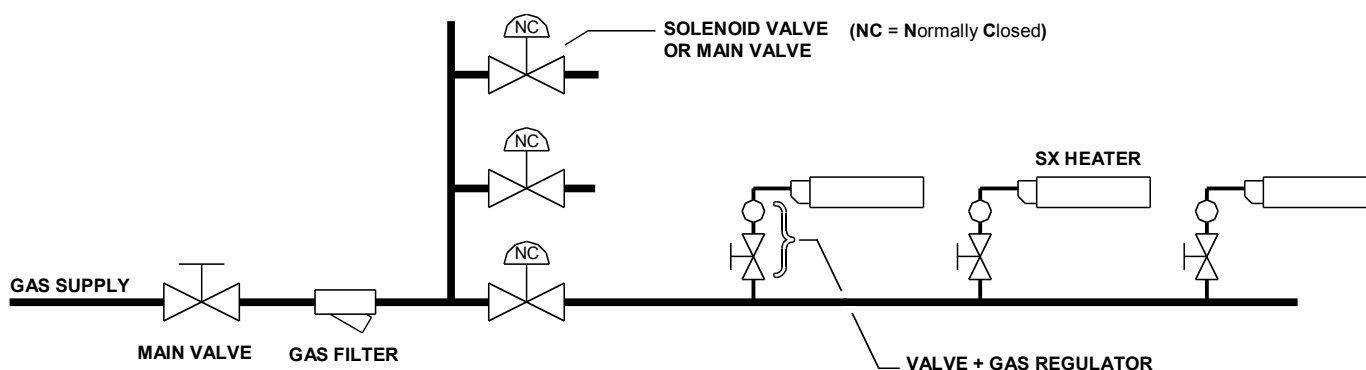 NC
SOLENOID VALVE (NC = Normally Closed)
OR MAIN VALVE
NC
SX HEATER
NC
GAS SUPPLY
MAIN VALVE
GAS FILTER
VALVE + GAS REGULATOR